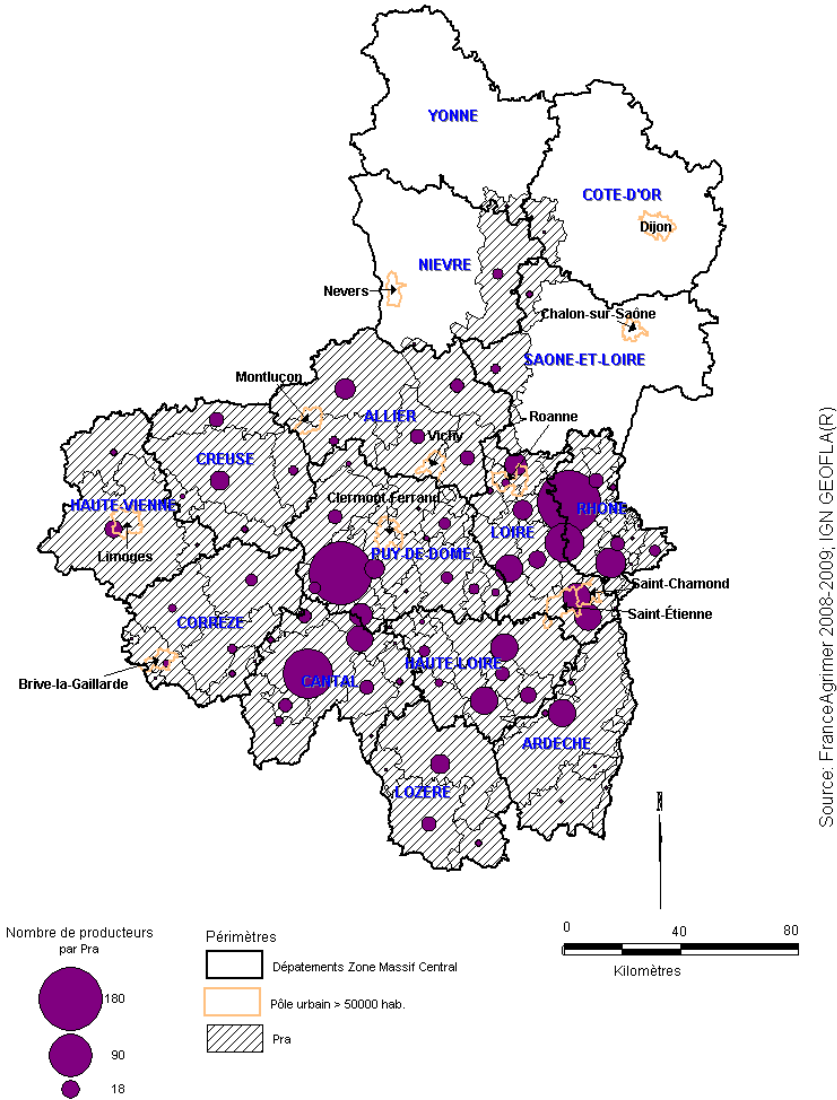 YONNE
COTE-D'OR
Dijon
NIEVRE
Nevers
Chalon-sur-Saône
SAONE-ET-LOIRE
Montluçon
ALLIER
Roanne
Vichy
CREUSE
Clermont-Ferrand
HAUTE-VIENNE
RHONE
LOIRE
PUY-DE-DOME
Limoges
Saint-Chamond
Saint-Étienne
CORREZE
HAUTE-LOIRE
Brive-la-Gaillarde
CANTAL
ARDECHE
LOZERE
Source: FranceAgrimer 2008-2009; IGN GEOFLA(R)
N
Nombre de producteurs
par Pra
180
90
18
Périmètres
Dépatements Zone Massif Central
Pôle urbain > 50000 hab.
Pra
0 40 80
Kilomètres